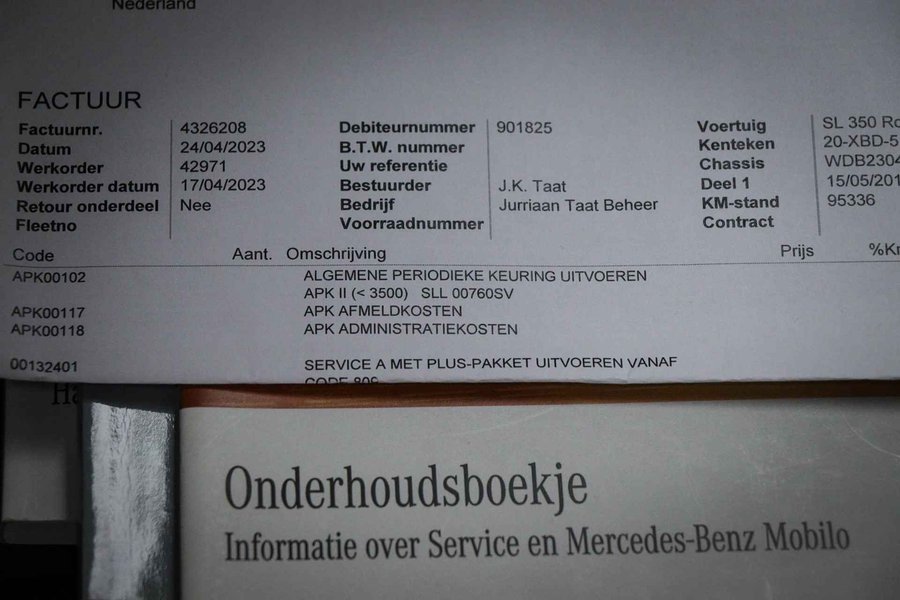 Nederland
FACTUUR
Factuurnr. 4326208 Debiteurnummer 901825 Voertuig SL 350
Datum 24/04/2023 B.T.W. nummer Kenteken 20-XBD-5
Werkorder 42971 Uw referentie Chassis WDB2304
Werkorder datum 17/04/2023 Bestuurder J.K. Taat Deel 1 15/05/201
Retour onderdeel Nee Bedrijf Jurriaan Taat Beheer KM-stand 95336
Fleetno Voorraadnummer Contract
Code Aant. Omschrijving Prijs
APK00102 ALGEMENE PERIODIEKE KEURING UITVOEREN
APK II (< 3500) SLL 00760SV
APK00117 APK AFMELDKOSTEN
APK00118 APK ADMINISTRATIEKOSTEN
00132401 SERVICE A MET PLUS-PAKKET UITVOEREN VANAF
CODE 809
Onderhoudsboekje
Informatie over Service en Mercedes-Benz Mobilo